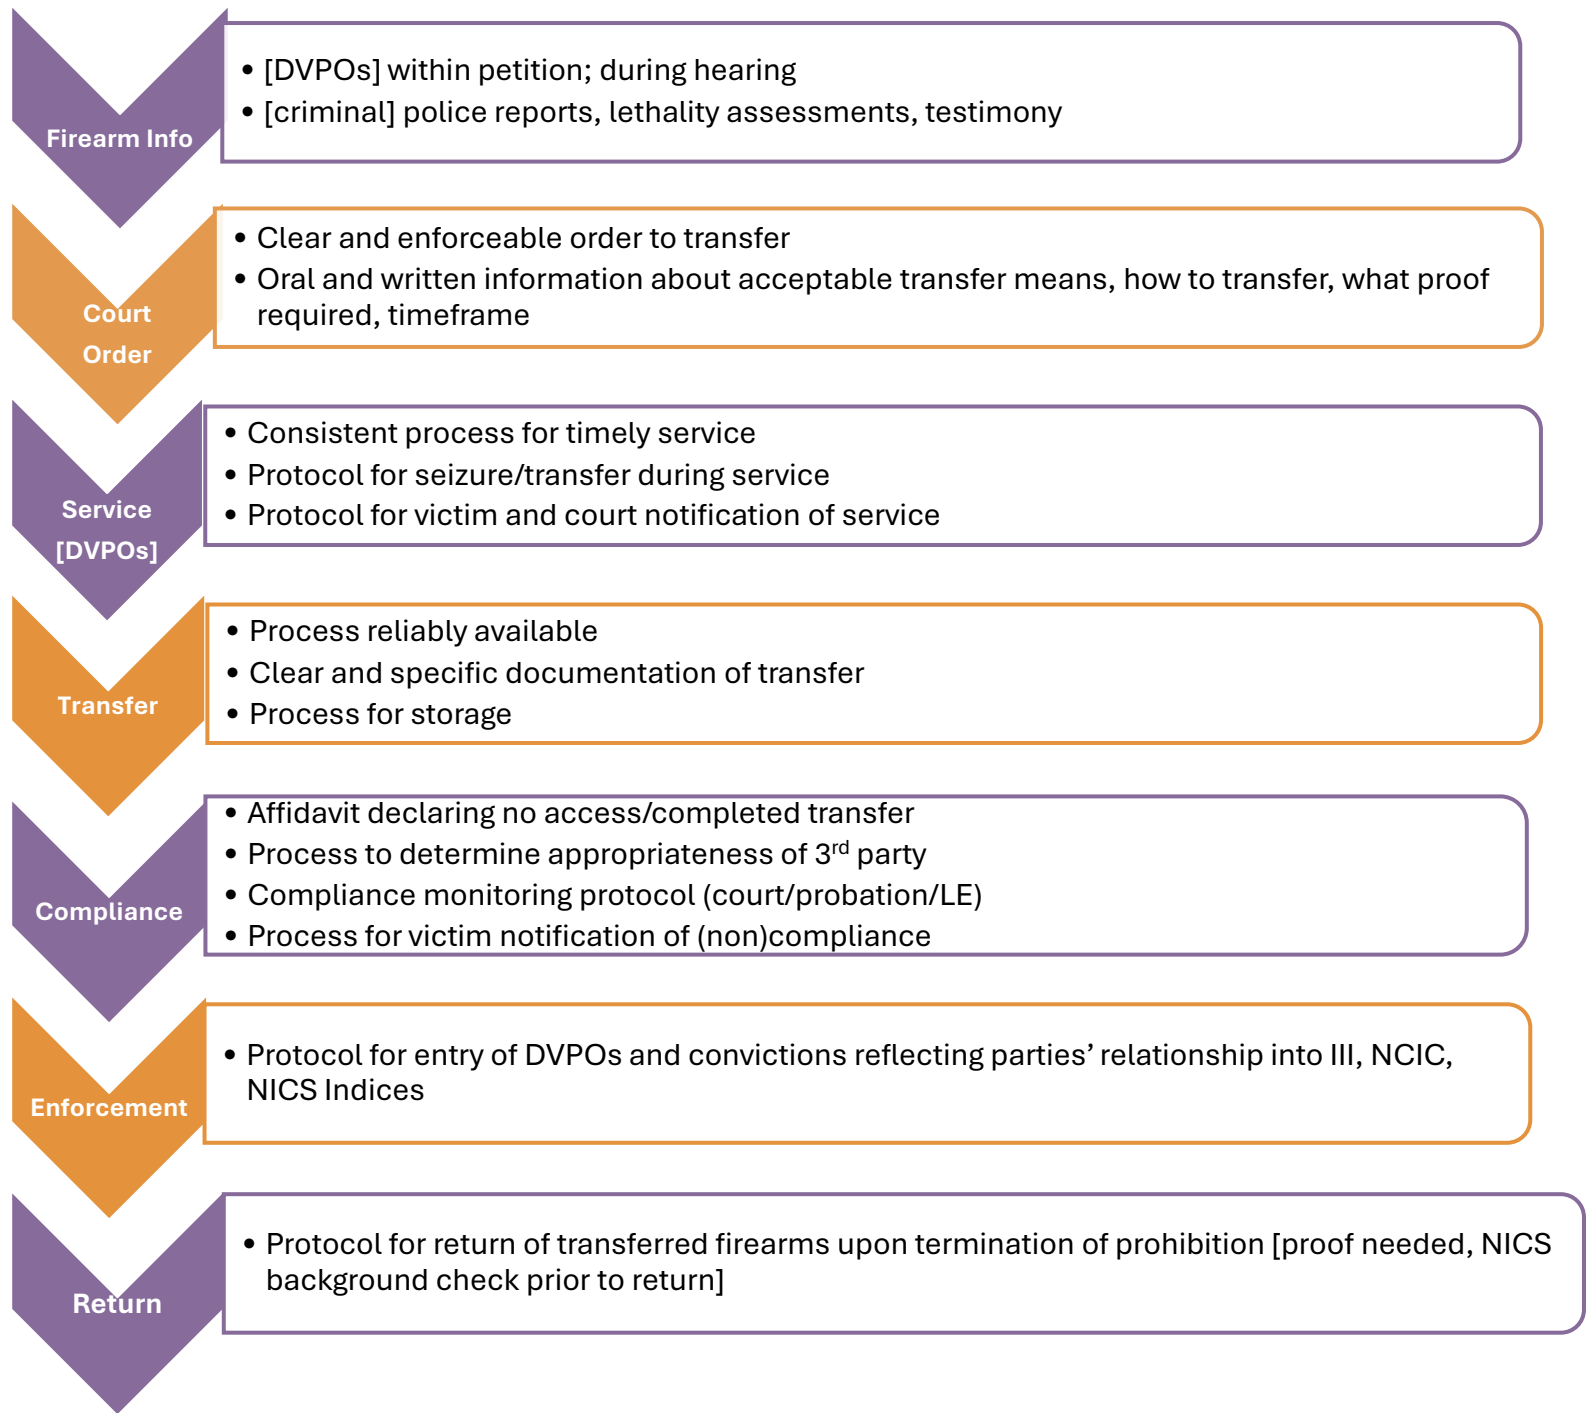 Firearm Info
• [DVPOs] within petition; during hearing
• [criminal] police reports, lethality assessments, testimony
Court
Order
• Clear and enforceable order to transfer
• Oral and written information about acceptable transfer means, how to transfer, what proof
required, timeframe
Service
[DVPOs]
• Consistent process for timely service
• Protocol for seizure/transfer during service
• Protocol for victim and court notification of service
Transfer
• Process reliably available
• Clear and specific documentation of transfer
• Process for storage
Compliance
• Affidavit declaring no access/completed transfer
• Process to determine appropriateness of 3rd party
• Compliance monitoring protocol (court/probation/LE)
• Process for victim notification of (non)compliance
Enforcement
• Protocol for entry of DVPOs and convictions reflecting parties’ relationship into III, NCIC,
NICS Indices
Return
• Protocol for return of transferred firearms upon termination of prohibition [proof needed, NICS
background check prior to return]